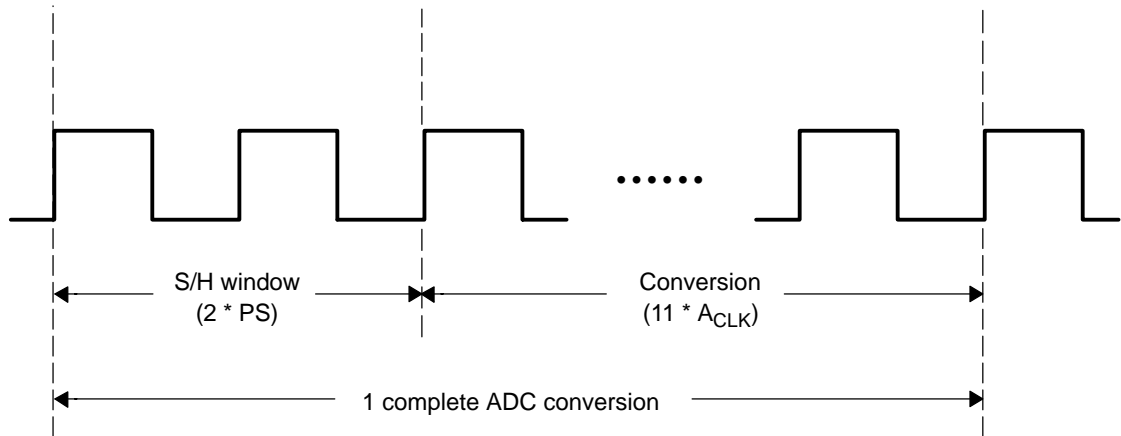 S/H window
(2 * PS)
Conversion
(11 * ACLK)
1 complete ADC conversion